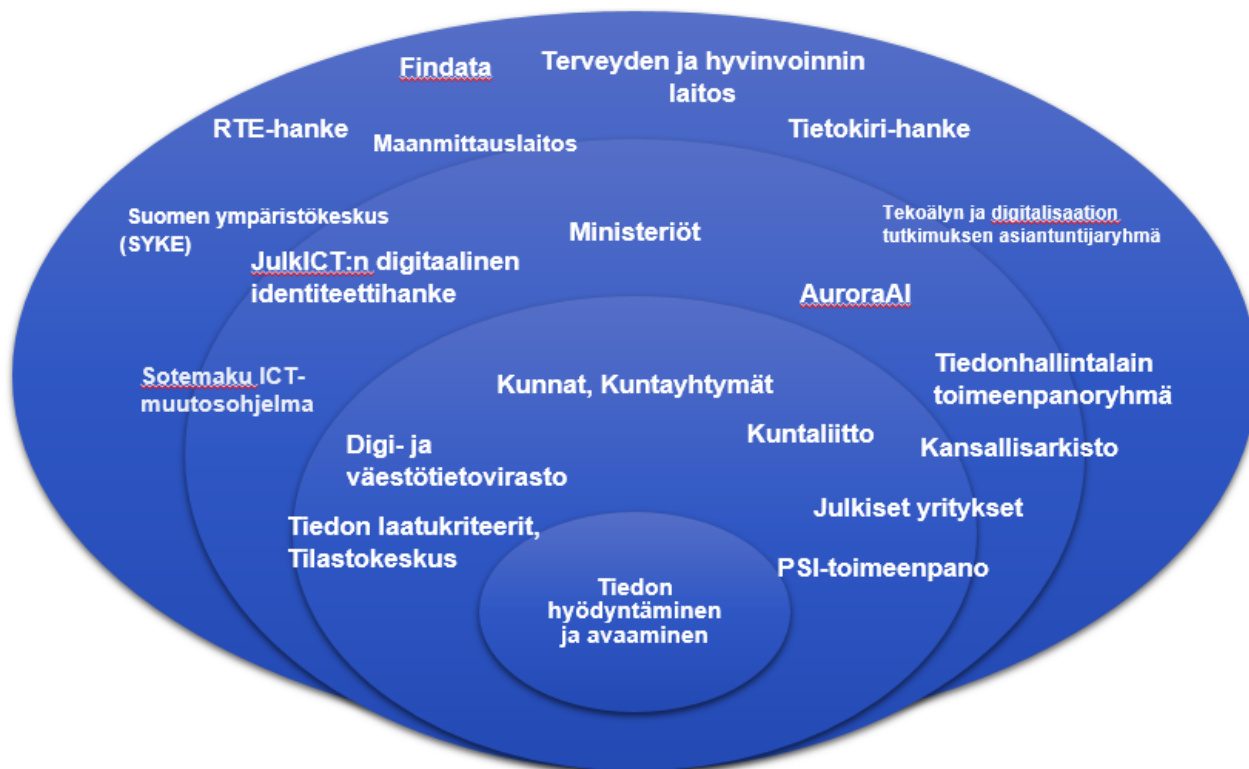 Findata
Terveyden ja hyvinvoinnin
laitos
RTE-hanke
Maanmittauslaitos
Tietokiri-hanke
Suomen ympäristökeskus
(SYKE)
Ministeriöt
Tekoälyn ja digitalisaation
tutkimuksen asiantuntijaryhmä
JulkICT:n digitaalinen
identiteettihanke
AuroraAI
Sotemaku ICT-
muutosohjelma
Kunnat, Kuntayhtymät
Tiedonhallintalain
toimeenpanoryhmä
Digi- ja
väestötietovirasto
Kuntaliitto
Kansallisarkisto
Tiedon laatukriteerit,
Tilastokeskus
Julkiset yritykset
PSI-toimeenpano
Tiedon
hyödyntäminen
ja avaaminen